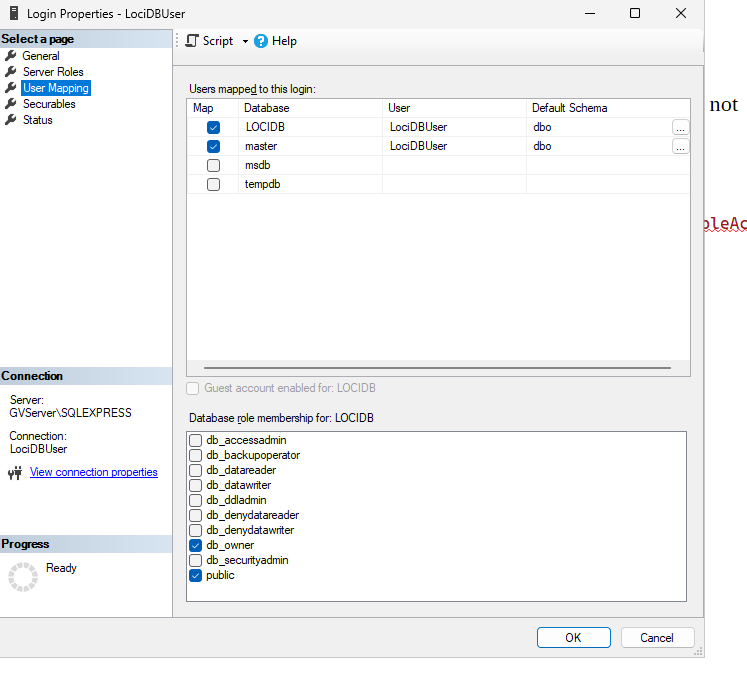 Login Properties - LociDBUser
Select a page
General
Server Roles
User Mapping
Securables
Status
Script
Help
Users mapped to this login:
Map Database User Default Schema
LOCIDB LociDBUser dbo ...
master LociDBUser dbo ...
msdb
tempdb
Guest account enabled for: LOCIDB
Database role membership for: LOCIDB
db_accessadmin
db_backupoperator
db_datareader
db_datawriter
db_ddladmin
db_denydatareader
db_denydatawriter
db_owner
db_securityadmin
public
Connection
Server:
GVServer\SQLEXPRESS
Connection:
LociDBUser
View connection properties
Progress
Ready
OK Cancel
not